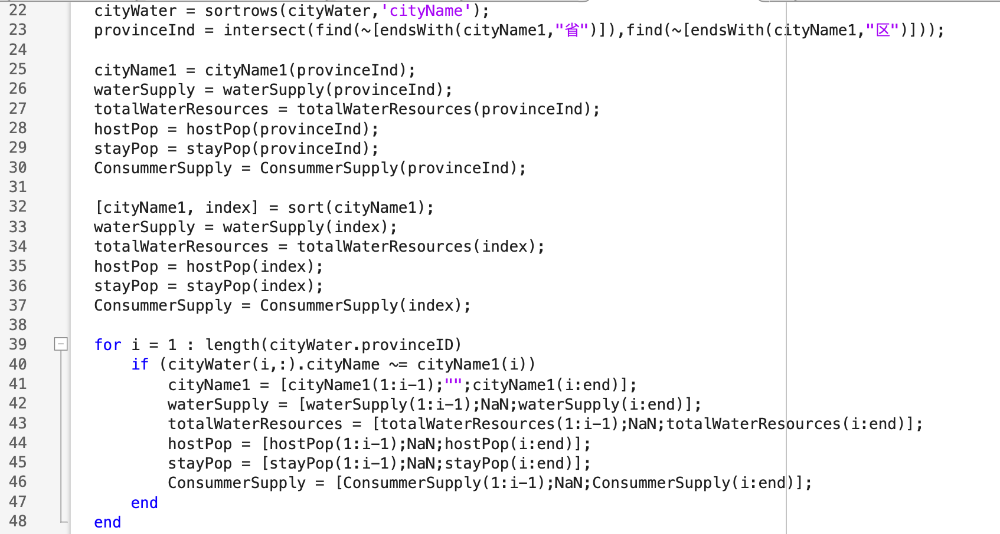 22 cityWater = sortrows(cityWater,'cityName');
23 provinceInd = intersect(find(~[endsWith(cityName1,"省")]),find(~[endsWith(cityName1,"区")]));
24
25 cityName1 = cityName1(provinceInd);
26 waterSupply = waterSupply(provinceInd);
27 totalWaterResources = totalWaterResources(provinceInd);
28 hostPop = hostPop(provinceInd);
29 stayPop = stayPop(provinceInd);
30 ConsummerSupply = ConsummerSupply(provinceInd);
31
32 [cityName1, index] = sort(cityName1);
33 waterSupply = waterSupply(index);
34 totalWaterResources = totalWaterResources(index);
35 hostPop = hostPop(index);
36 stayPop = stayPop(index);
37 ConsummerSupply = ConsummerSupply(index);
38
39 for i = 1 : length(cityWater.provinceID)
40 if (cityWater(i,:).cityName ~= cityName1(i))
41 cityName1 = [cityName1(1:i-1);"";cityName1(i:end)];
42 waterSupply = [waterSupply(1:i-1);NaN;waterSupply(i:end)];
43 totalWaterResources = [totalWaterResources(1:i-1);NaN;totalWaterResources(i:end)];
44 hostPop = [hostPop(1:i-1);NaN;hostPop(i:end)];
45 stayPop = [stayPop(1:i-1);NaN;stayPop(i:end)];
46 ConsummerSupply = [ConsummerSupply(1:i-1);NaN;ConsummerSupply(i:end)];
47 end
48 end